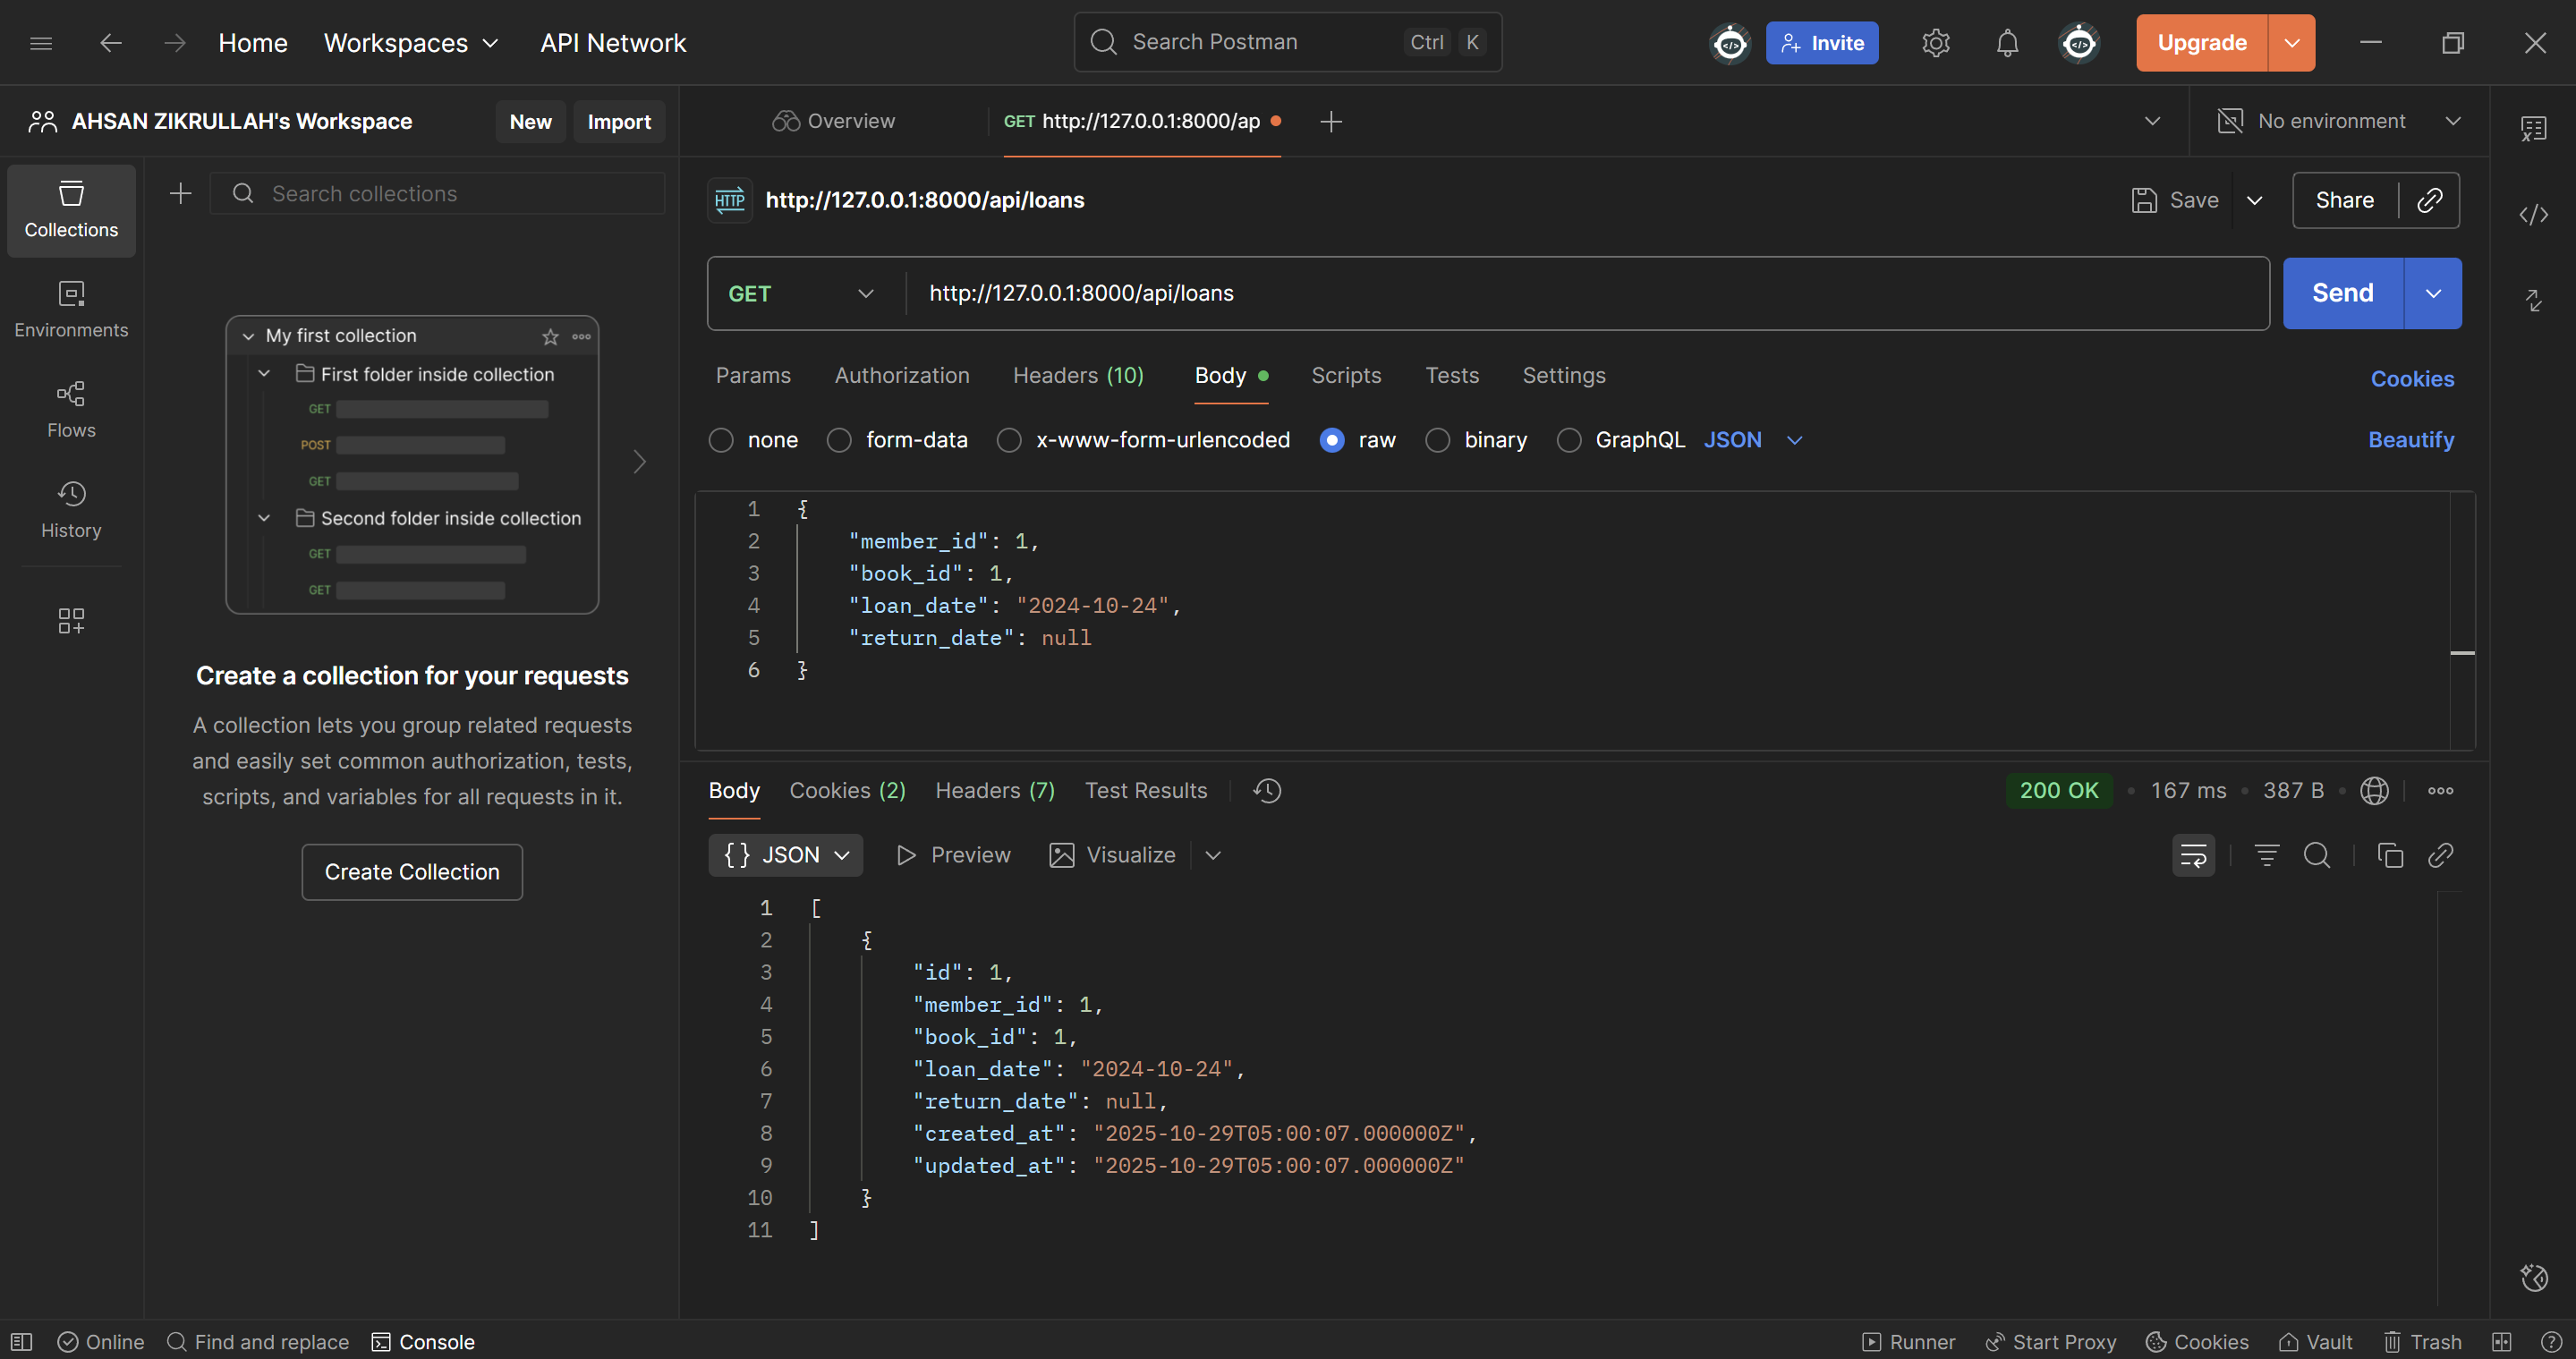 Home Workspaces API Network Search Postman Ctrl K Invite Upgrade
AHSAN ZIKRULLAH's Workspace New Import Overview GET http://127.0.0.1:8000/ap No environment
Collections
Environments
Flows
History
Search collections
My first collection
First folder inside collection
GET
POST
GET
Second folder inside collection
GET
GET
Create a collection for your requests
A collection lets you group related requests
and easily set common authorization, tests,
scripts, and variables for all requests in it.
Create Collection
HTTP http://127.0.0.1:8000/api/loans Save Share
GET http://127.0.0.1:8000/api/loans Send
Params Authorization Headers (10) Body Scripts Tests Settings Cookies
none form-data x-www-form-urlencoded raw binary GraphQL JSON Beautify
1 {
2 "member_id": 1,
3 "book_id": 1,
4 "loan_date": "2024-10-24",
5 "return_date": null
6 }
Body Cookies (2) Headers (7) Test Results 200 OK • 167 ms • 387 B •
{} JSON Preview Visualize
1 [
2 {
3 "id": 1,
4 "member_id": 1,
5 "book_id": 1,
6 "loan_date": "2024-10-24",
7 "return_date": null,
8 "created_at": "2025-10-29T05:00:07.000000Z",
9 "updated_at": "2025-10-29T05:00:07.000000Z"
10 }
11 ]
Online Find and replace Console Runner Start Proxy Cookies Vault Trash